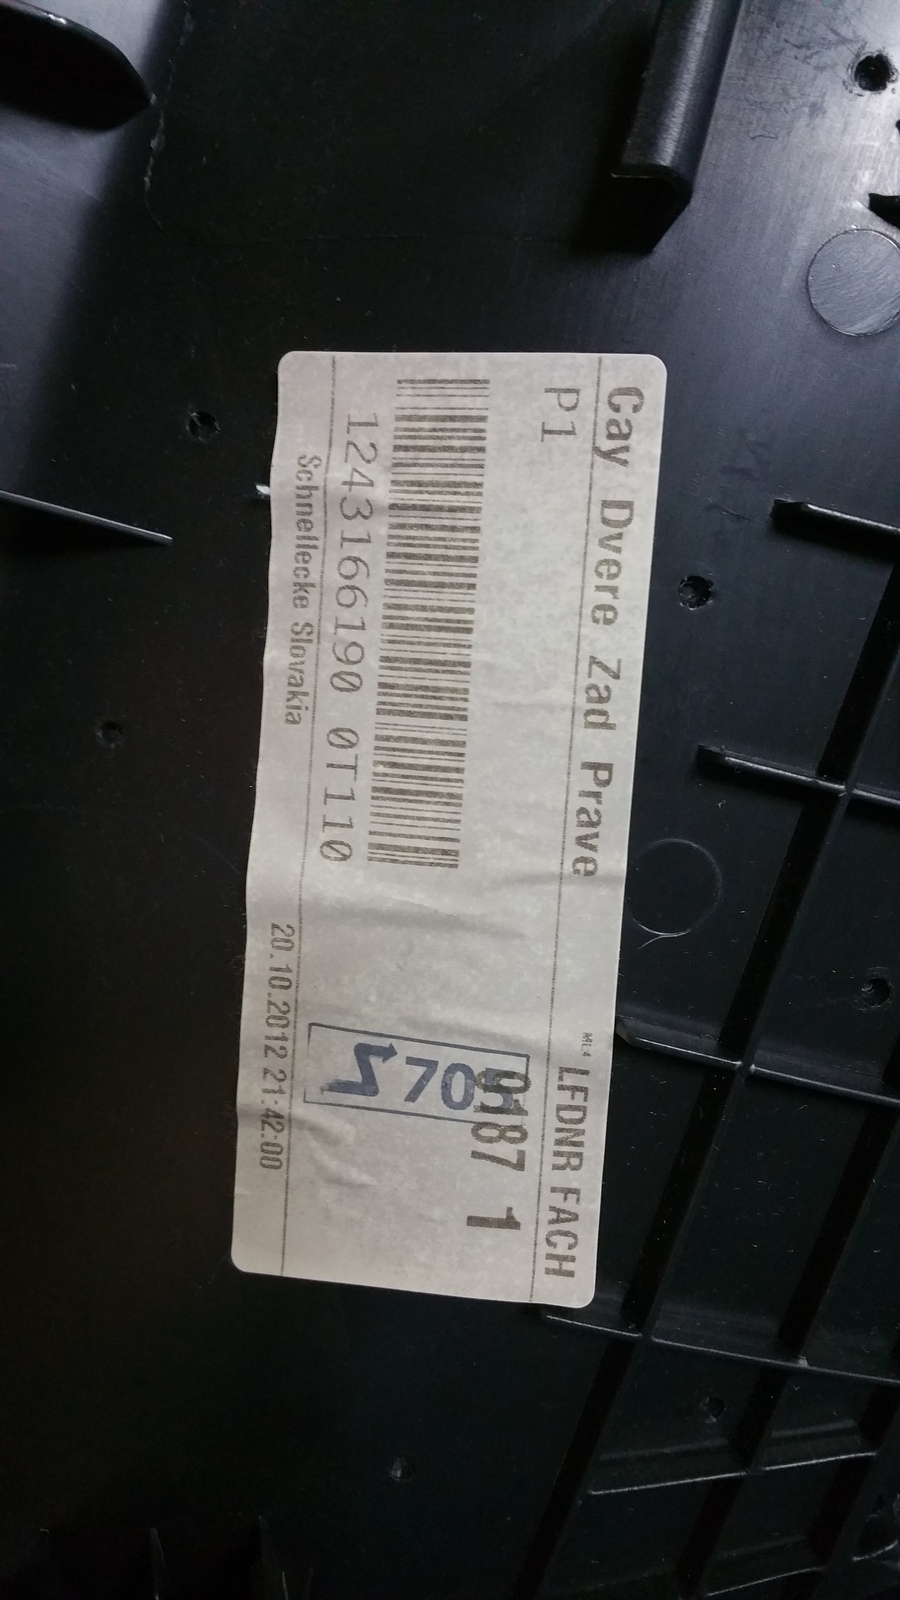 Cay Dvere Zad Prave
ML4 LFDNR FACH
P1
0187 1
1243166190 0T110
Schnellecke Slovakia
20.10.2012 21:42:00